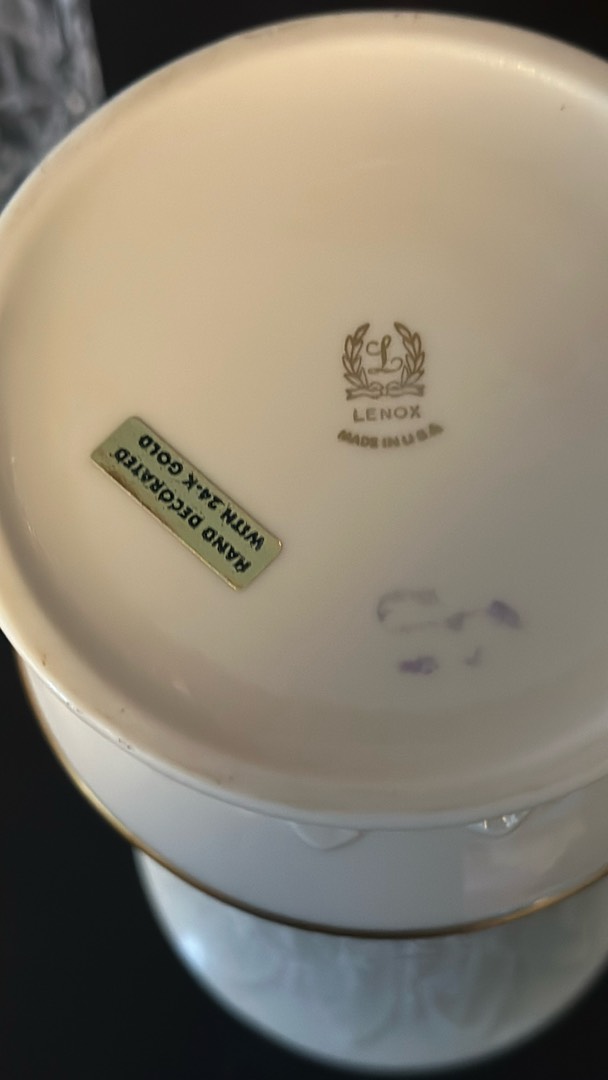 L
LENOX
MADE IN U S A
HAND DECORATED
WITH 24-K GOLD